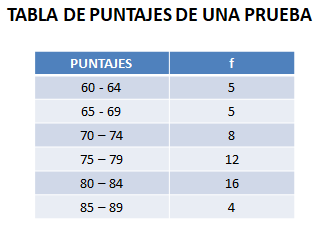 TABLA DE PUNTAJES DE UNA PRUEBA
PUNTAJES f
60 - 64 5
65 - 69 5
70 – 74 8
75 – 79 12
80 – 84 16
85 – 89 4